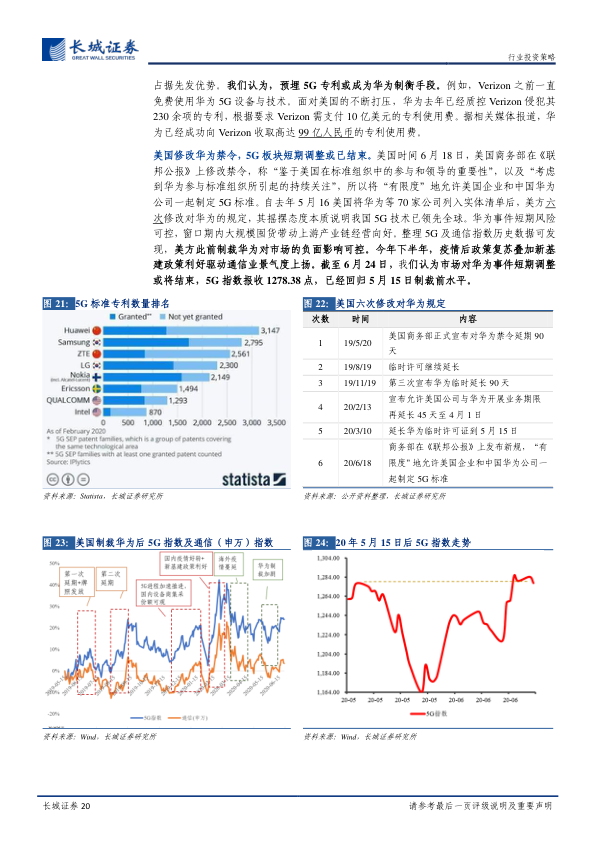 长城证券
GREAT WALL SECURITIES
行业投资策略
占据先发优势。我们认为，预埋 5G 专利或成为华为制衡手段。例如，Verizon 之前一直
免费使用华为 5G 设备与技术。面对美国的不断打压，华为去年已经质控 Verizon 侵犯其
230 余项的专利，根据要求 Verizon 需支付 10 亿美元的专利使用费。据相关媒体报道，华
为已经成功向 Verizon 收取高达 99 亿人民币的专利使用费。
美国修改华为禁令，5G 板块短期调整或已结束。美国时间 6 月 18 日，美国商务部在《联
邦公报》上修改禁令，称“鉴于美国在标准组织中的参与和领导的重要性”，以及“考虑
到华为参与标准组织所引起的持续关注”，所以将“有限度”地允许美国企业和中国华为
公司一起制定 5G 标准。自去年 5 月 16 美国将华为等 70 家公司列入实体清单后，美方六
次修改对华为的规定，其摇摆态度本质说明我国 5G 技术已领先全球。华为事件短期风险
可控，窗口期内大规模囤货带动上游产业链经营向好。整理 5G 及通信指数历史数据可发
现，美方此前制裁华为对市场的负面影响可控。今年下半年，疫情后政策复苏叠加新基
建政策利好驱动通信业景气度上扬。截至 6 月 24 日，我们认为市场对华为事件短期调整
或将结束，5G 指数报收 1278.38 点，已经回归 5 月 15 日制裁前水平。
图 21：5G 标准专利数量排名
Granted** Not yet granted
Huawei 3,147
Samsung 2,795
ZTE 2,561
LG 2,300
Nokia 2,149
Ericsson 1,494
QUALCOMM 1,293
Intel 870
0 500 1,000 1,500 2,000 2,500 3,000 3,500
As of February 2020
* 5G SEP patent families, which is a group of patents covering
the same technological area
** 5G SEP families with at least one granted patent counted
Source: IPlytics
statista
资料来源：Statista，长城证券研究所
图 22：美国六次修改对华为规定
次数 时间 内容
1 19/5/20 美国商务部正式宣布对华为禁令延期 90
天
2 19/8/19 临时许可继续延长
3 19/11/19 第三次宣布华为临时延长 90 天
4 20/2/13 宣布允许美国公司与华为开展业务期限
再延长 45 天至 4 月 1 日
5 20/3/10 延长华为临时许可证到 5 月 15 日
6 20/6/18 商务部在《联邦公报》上发布新规，“有
限度”地允许美国企业和中国华为公司一
起制定 5G 标准
资料来源：公开资料整理，长城证券研究所
图 23：美国制裁华为后 5G 指数及通信（申万）指数
50%
40%
30%
20%
10%
0%
-10%
-20%
第一次
延期+牌
照发放
第二次
延期
5G进程加速推进，
国内设备商集采
份额可观
国内疫情好转+
新基建政策利好
海外疫
情蔓延
华为制
裁加剧
5G指数 通信(申万)
资料来源：Wind，长城证券研究所
图 24：20 年 5 月 15 日后 5G 指数走势
1,304.00
1,284.00
1,264.00
1,244.00
1,224.00
1,204.00
1,184.00
1,164.00
20-05 20-05 20-05 20-05 20-06 20-06 20-06
5G指数
资料来源：Wind，长城证券研究所
长城证券 20
请参考最后一页评级说明及重要声明